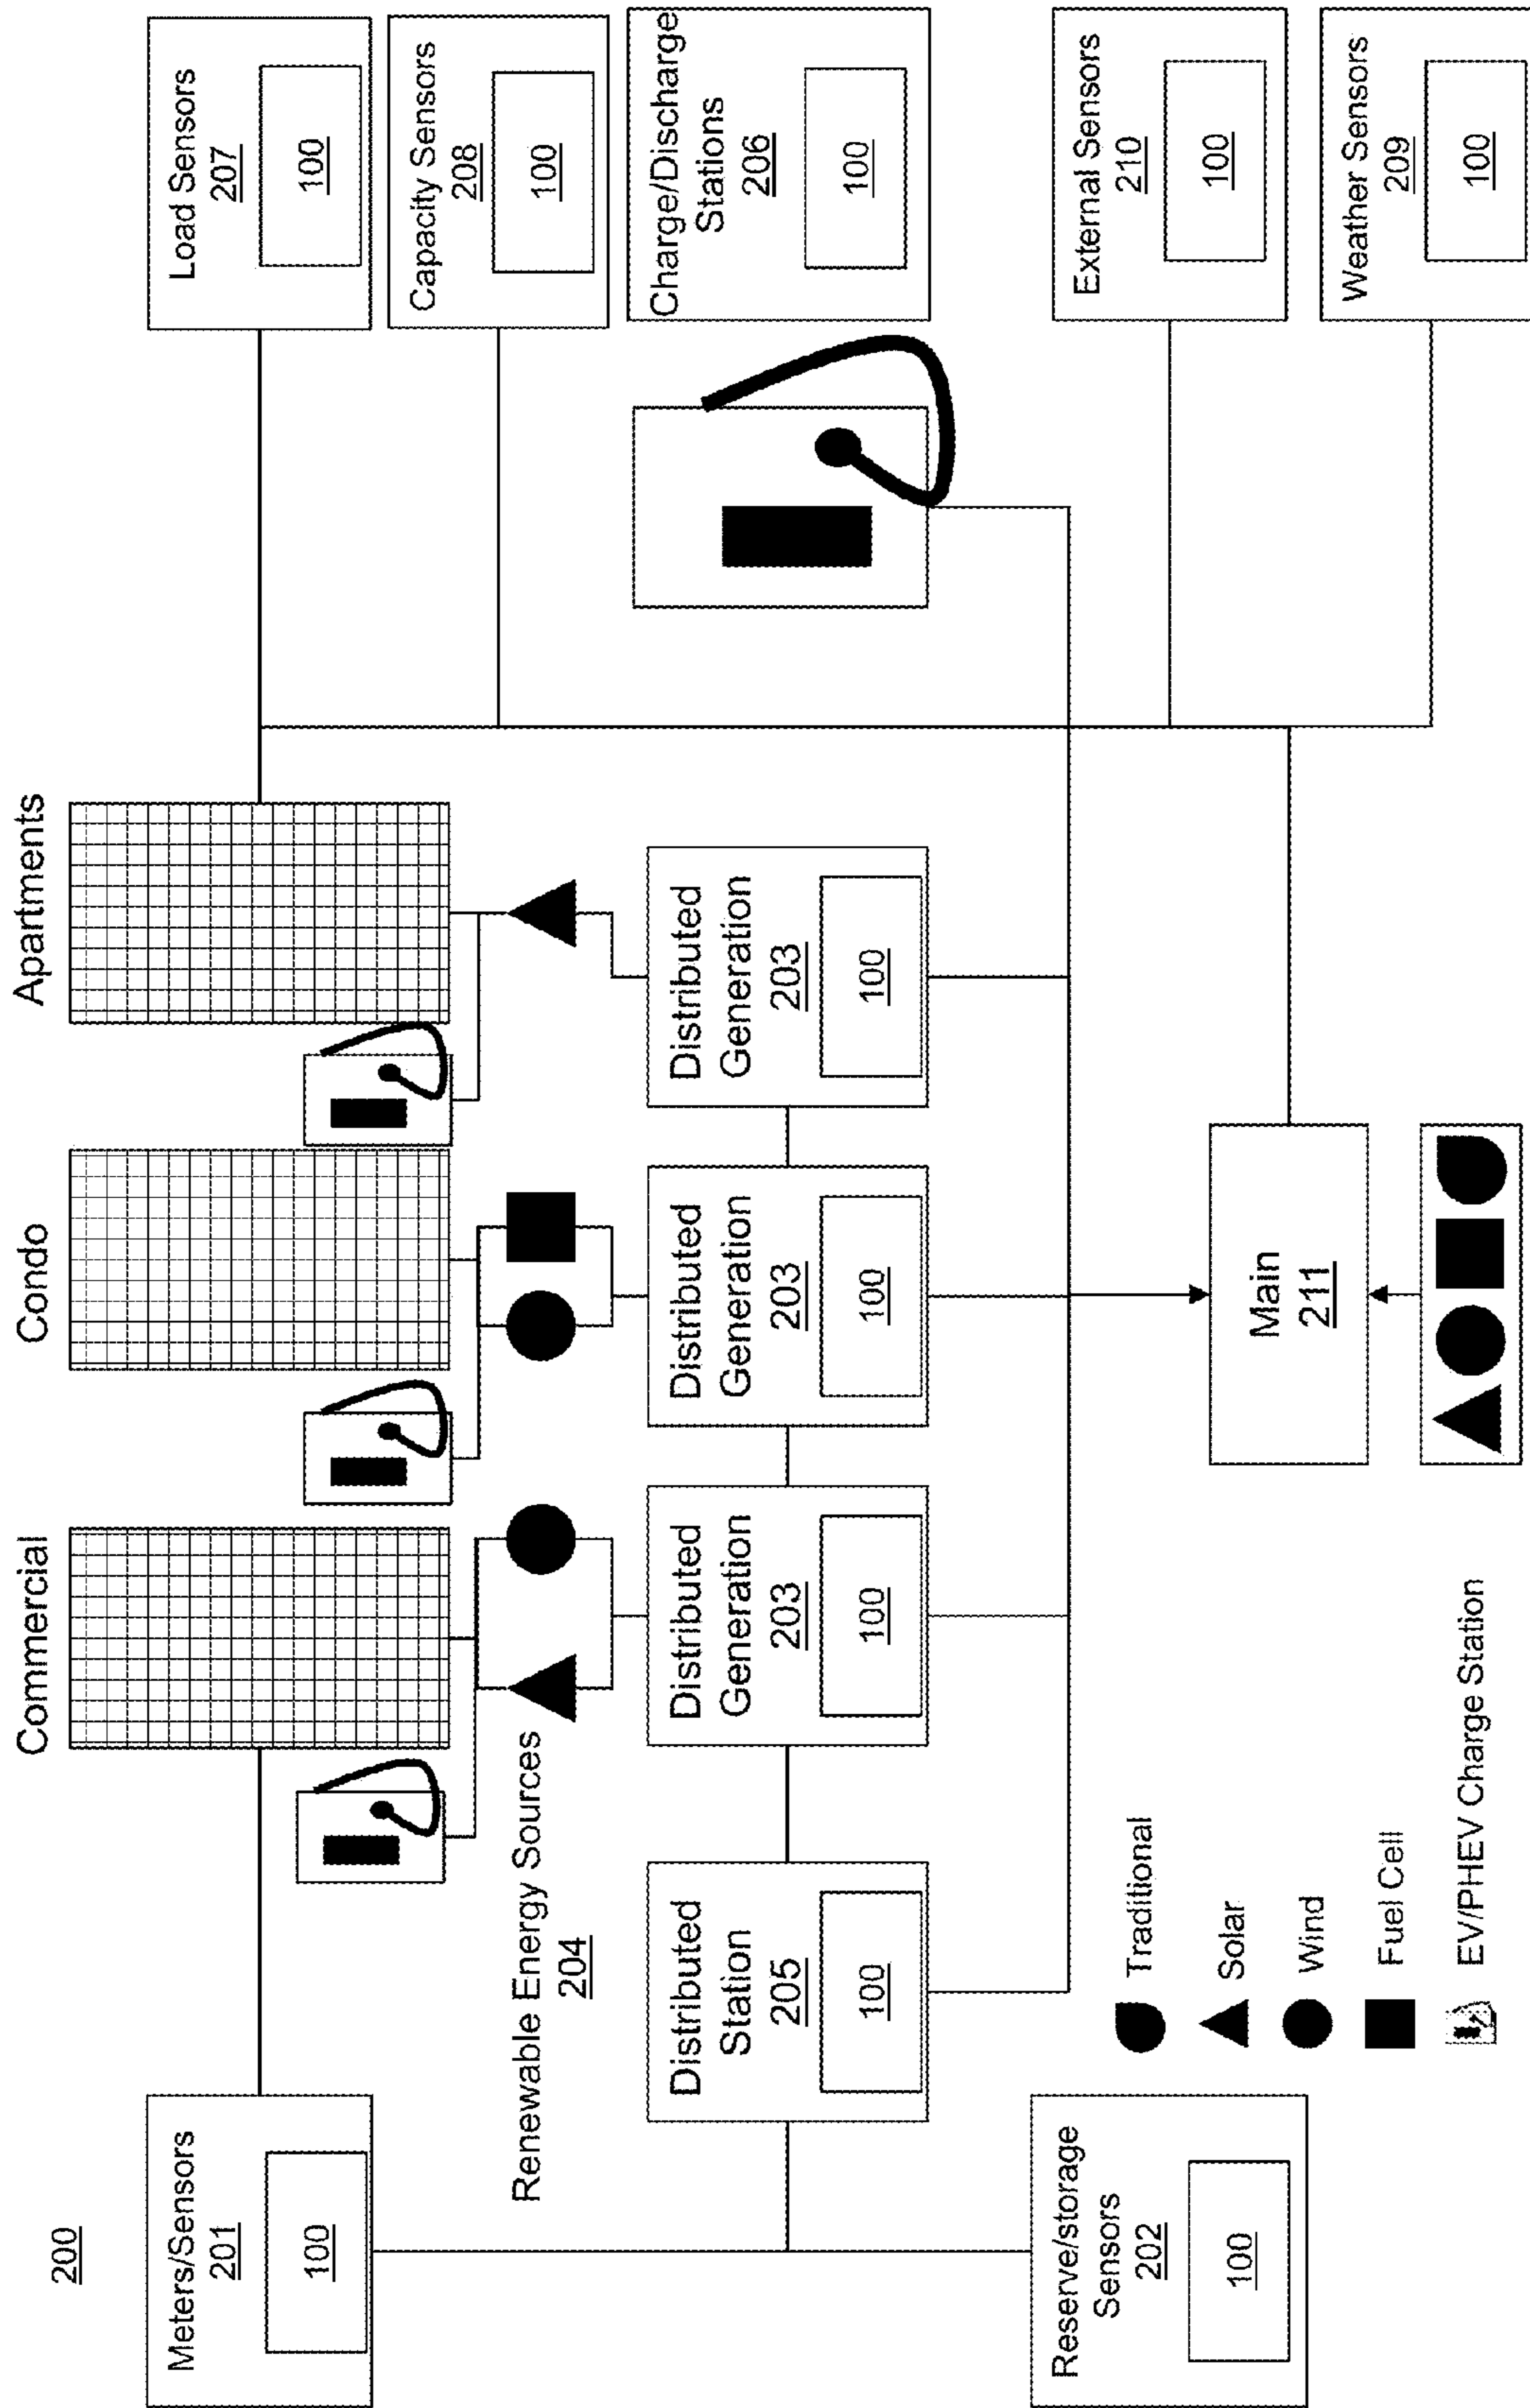 200
Commercial
Condo
Apartments
Meters/Sensors
201
100
Load Sensors
207
100
Capacity Sensors
208
100
Renewable Energy Sources
204
Distributed
Station
205
100
Distributed
Generation
203
100
Distributed
Generation
203
100
Distributed
Generation
203
100
Charge/Discharge
Stations
206
100
Reserve/storage
Sensors
202
100
Traditional
Solar
Wind
Fuel Cell
EV/PHEV Charge Station
Main
211
External Sensors
210
100
Weather Sensors
209
100